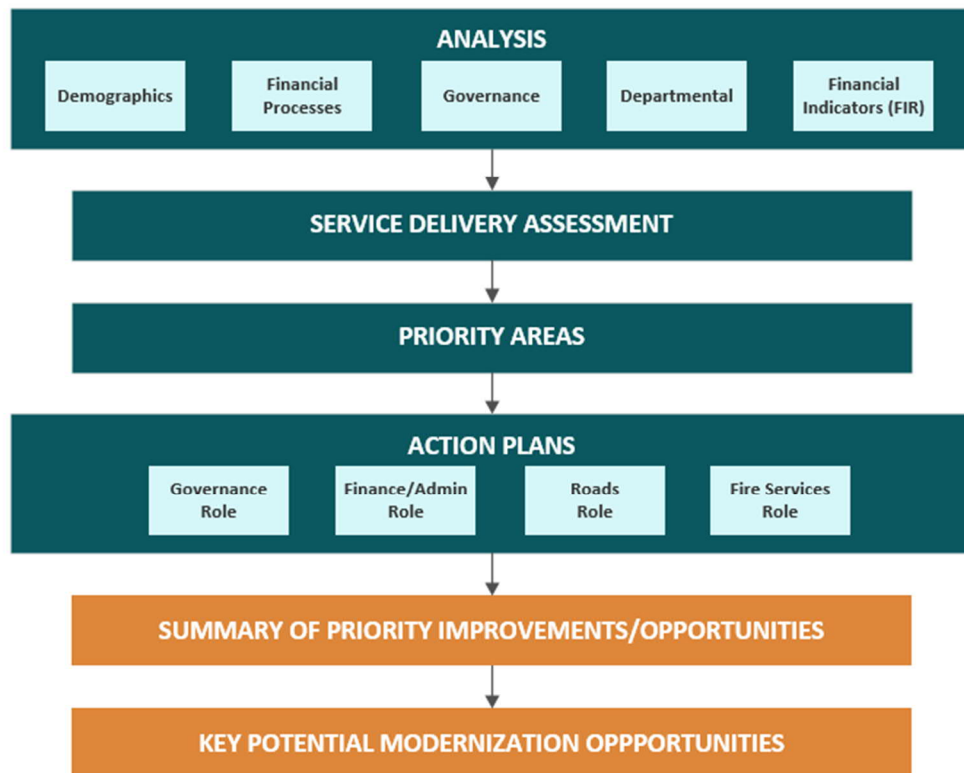 ANALYSIS
Demographics
Financial
Processes
Governance
Departmental
Financial
Indicators (FIR)
SERVICE DELIVERY ASSESSMENT
PRIORITY AREAS
ACTION PLANS
Governance
Role
Finance/Admin
Role
Roads
Role
Fire Services
Role
SUMMARY OF PRIORITY IMPROVEMENTS/OPPORTUNITIES
KEY POTENTIAL MODERNIZATION OPPPORTUNITIES